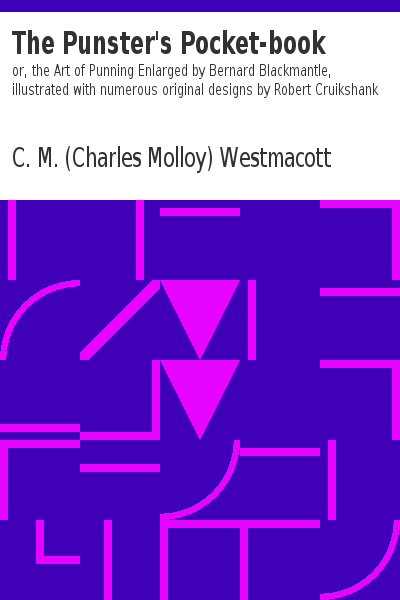 The Punster's Pocket-book
or, the Art of Punning Enlarged by Bernard Blackmantle,
illustrated with numerous original designs by Robert Cruikshank
C. M. (Charles Molloy) Westmacott